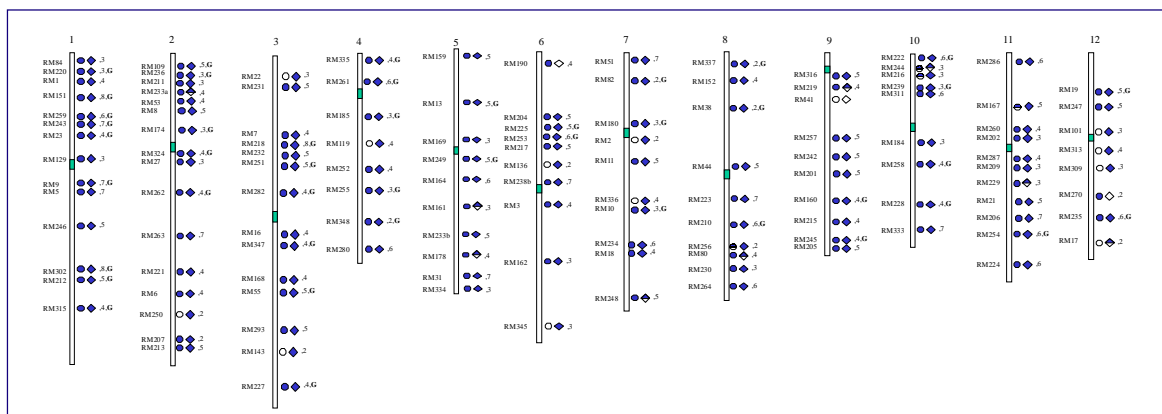 1
RM84 ,3
RM220 ,3,G
RM1 ,4
RM151 ,8,G
RM259 ,6,G
RM243 ,7,G
RM23 ,4,G
RM129 ,3
RM9 ,7,G
RM5 ,7
RM246 ,5
RM302 ,8,G
RM212 ,5,G
RM315 ,4,G
2
RM109 ,5,G
RM236 ,3,G
RM211 ,3
RM233a ,4
RM53 ,4
RM8 ,5
RM174 ,3,G
RM324 ,4,G
RM27 ,3
RM262 ,4,G
RM263 ,7
RM221 ,4
RM6 ,4
RM250 ,2
RM207 ,2
RM213 ,5
3
RM22 ,3
RM231 ,5
RM7 ,4
RM218 ,8,G
RM232 ,5
RM251 ,5,G
RM282 ,4,G
RM16 ,4
RM347 ,4,G
RM168 ,4
RM55 ,5,G
RM293 ,5
RM143 ,2
RM227 ,4,G
4
RM335 ,4,G
RM261 ,6,G
RM185 ,3,G
RM119 ,4
RM252 ,4
RM255 ,3,G
RM348 ,2,G
RM280 ,6
5
RM159 ,5
RM13 ,5,G
RM169 ,3
RM249 ,5,G
RM164 ,6
RM161 ,3
RM233b ,5
RM178 ,4
RM31 ,7
RM334 ,3
6
RM190 ,4
RM204 ,5
RM225 ,5,G
RM253 ,6,G
RM217 ,5
RM136 ,2
RM238b ,7
RM3 ,4
RM162 ,3
RM345 ,3
7
RM51 ,7
RM82 ,2,G
RM180 ,3,G
RM2 ,2
RM11 ,5
RM336 ,4
RM10 ,3,G
RM234 ,6
RM18 ,4
RM248 ,5
8
RM337 ,2,G
RM152 ,4
RM38 ,2,G
RM44 ,5
RM223 ,7
RM210 ,6,G
RM256 ,2
RM80 ,4
RM230 ,3
RM264 ,6
9
RM316 ,5
RM219 ,4
RM41 ,2
RM257 ,5
RM242 ,5
RM201 ,5
RM160 ,4,G
RM215 ,4
RM245 ,4,G
RM205 ,5
10
RM222 ,6,G
RM244 ,3
RM216 ,3
RM239 ,3,G
RM311 ,6
RM184 ,3
RM258 ,4,G
RM228 ,4,G
RM333 ,7
11
RM286 ,6
RM167 ,5
RM260 ,4
RM202 ,3
RM287 ,4
RM209 ,3
RM229 ,3
RM21 ,5
RM206 ,7
RM254 ,6,G
RM224 ,6
12
RM19 ,5,G
RM247 ,5
RM101 ,3
RM313 ,4
RM309 ,3
RM270 ,2
RM235 ,6,G
RM17 ,2